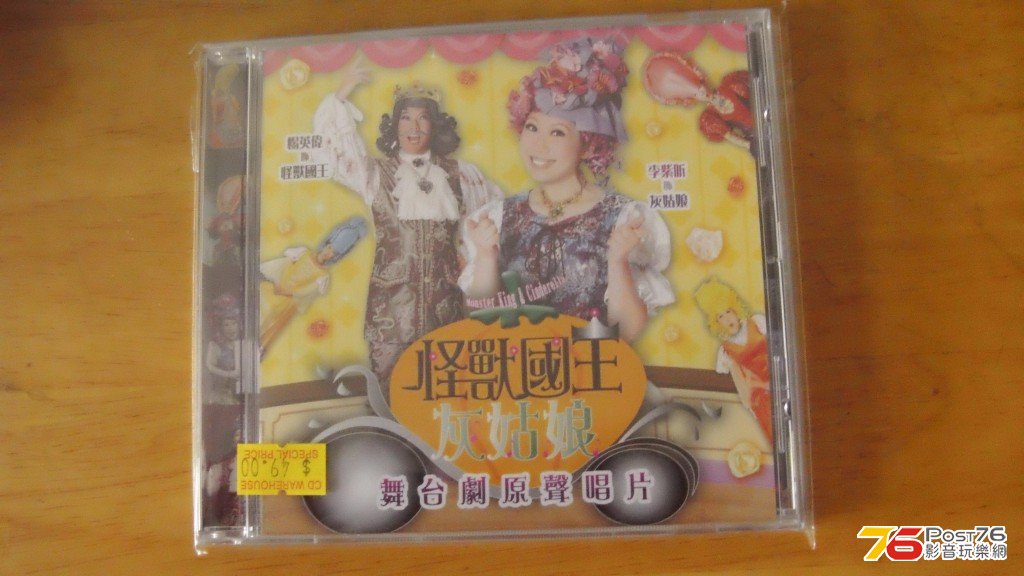 楊英偉
飾
怪獸國王
李紫昕
飾
灰姑娘
Monster King & Cinderella
怪獸國王
灰姑娘
舞台劇原聲唱片
CD WAREHOUSE
SPECIAL PRICE
$ 49.00
76 POST76
影音玩樂網